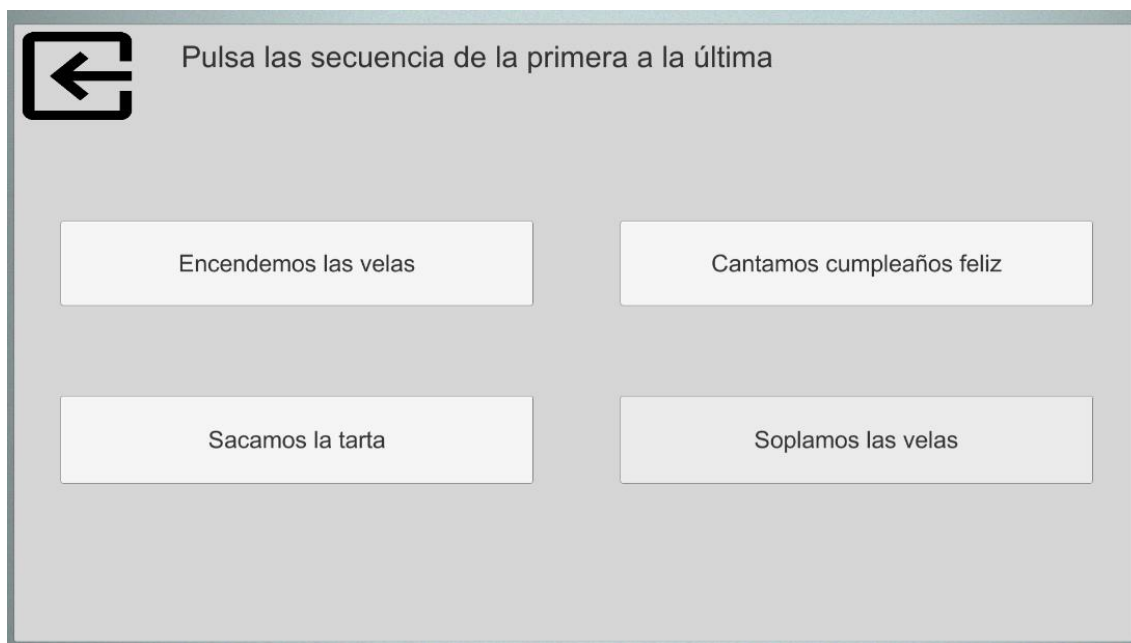 Pulsa las secuencia de la primera a la última
Encendemos las velas
Cantamos cumpleaños feliz
Sacamos la tarta
Soplamos las velas